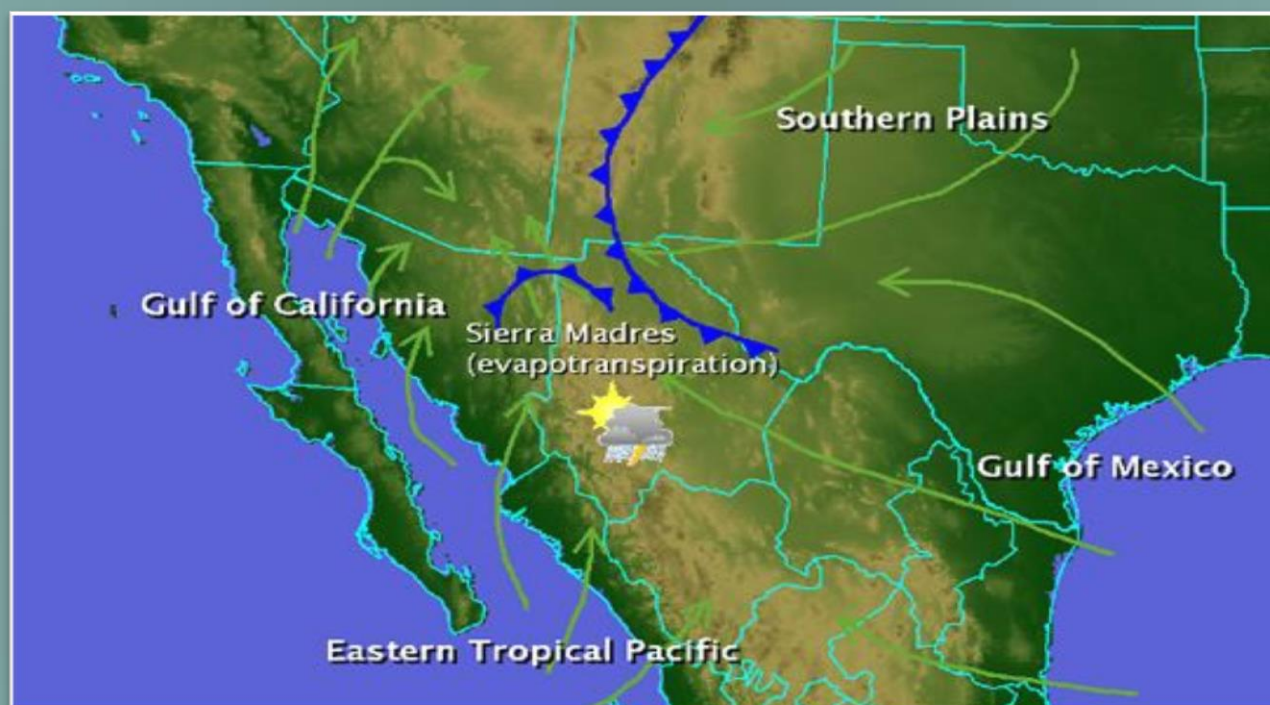 Southern Plains
Gulf of California
Sierra Madres
(evapotranspiration)
Gulf of Mexico
Eastern Tropical Pacific